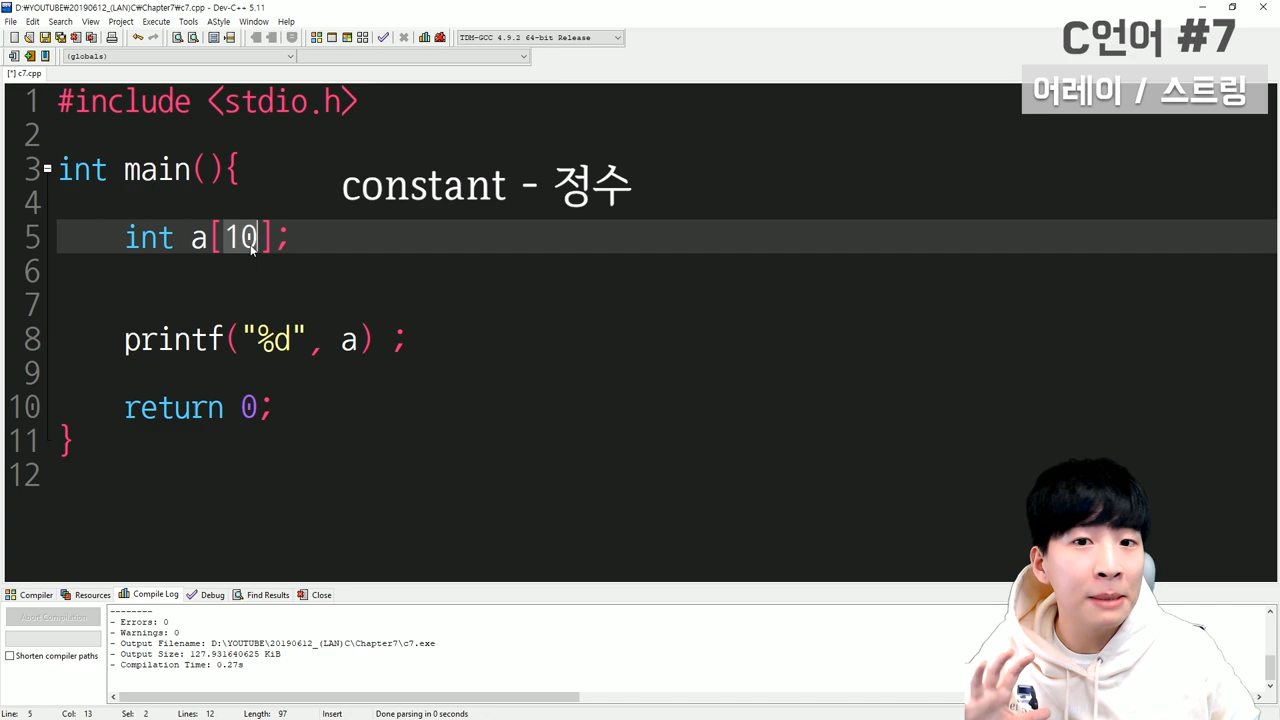 D:\YOUTUBE\20190612_(LAN)C\Chapter7\c7.cpp - Dev-C++ 5.11
File Edit Search View Project Execute Tools AStyle Window Help
TDM-GCC 4.9.2 64-bit Release
(globals)
[*] c7.cpp
C언어 #7
어레이 / 스트링
1 #include <stdio.h>
2
3 int main(){
constant - 정수
4
5 int a[10];
6
7
8 printf("%d", a) ;
9
10 return 0;
11 }
12
Compiler Resources Compile Log Debug Find Results Close
Abort Compilation
Shorten compiler paths
--------
- Errors: 0
- Warnings: 0
- Output Filename: D:\YOUTUBE\20190612_(LAN)C\Chapter7\c7.exe
- Output Size: 127.931640625 KiB
- Compilation Time: 0.27s
Line: 5 Col: 13 Sel: 2 Lines: 12 Length: 97 Insert Done parsing in 0 seconds